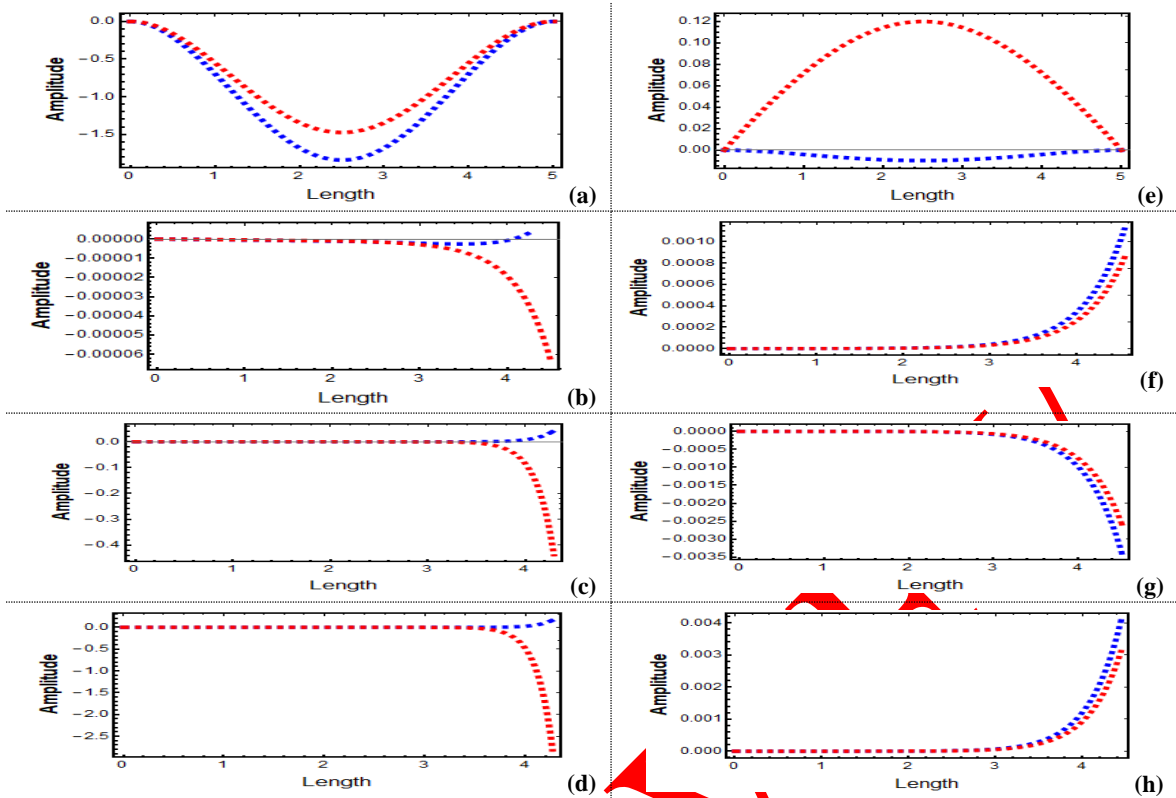 0.0
-0.5
-1.0
-1.5
Amplitude
0 1 2 3 4 5
Length
(a)
0.12
0.10
0.08
0.06
0.04
0.02
0.00
Amplitude
0 1 2 3 4 5
Length
(e)
0.00000
-0.00001
-0.00002
-0.00003
-0.00004
-0.00005
-0.00006
Amplitude
0 1 2 3 4
Length
(b)
0.0010
0.0008
0.0006
0.0004
0.0002
0.0000
Amplitude
0 1 2 3 4
Length
(f)
0.0
-0.1
-0.2
-0.3
-0.4
Amplitude
0 1 2 3 4
Length
(c)
0.0000
-0.0005
-0.0010
-0.0015
-0.0020
-0.0025
-0.0030
-0.0035
Amplitude
0 1 2 3 4
Length
(g)
0.0
-0.5
-1.0
-1.5
-2.0
-2.5
Amplitude
0 1 2 3 4
Length
(d)
0.004
0.003
0.002
0.001
0.000
Amplitude
0 1 2 3 4
Length
(h)